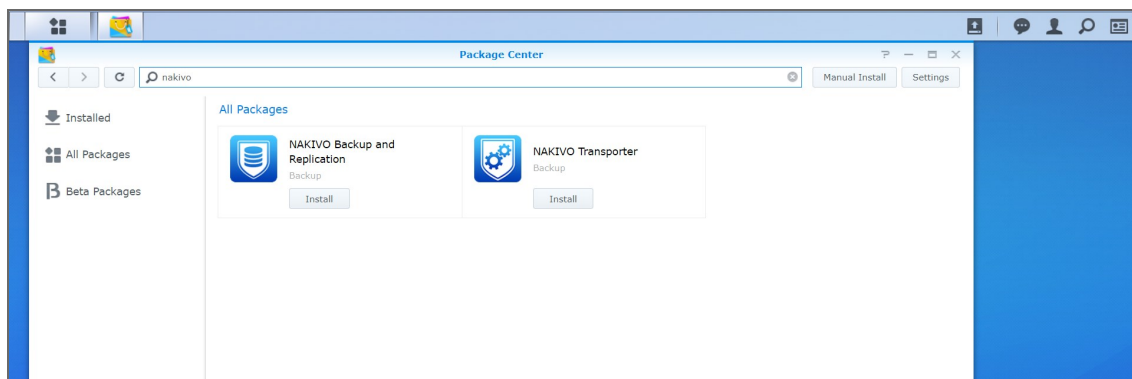 Package Center
nakivo
Manual Install
Settings
Installed
All Packages
Beta Packages
All Packages
NAKIVO Backup and
Replication
Backup
Install
NAKIVO Transporter
Backup
Install